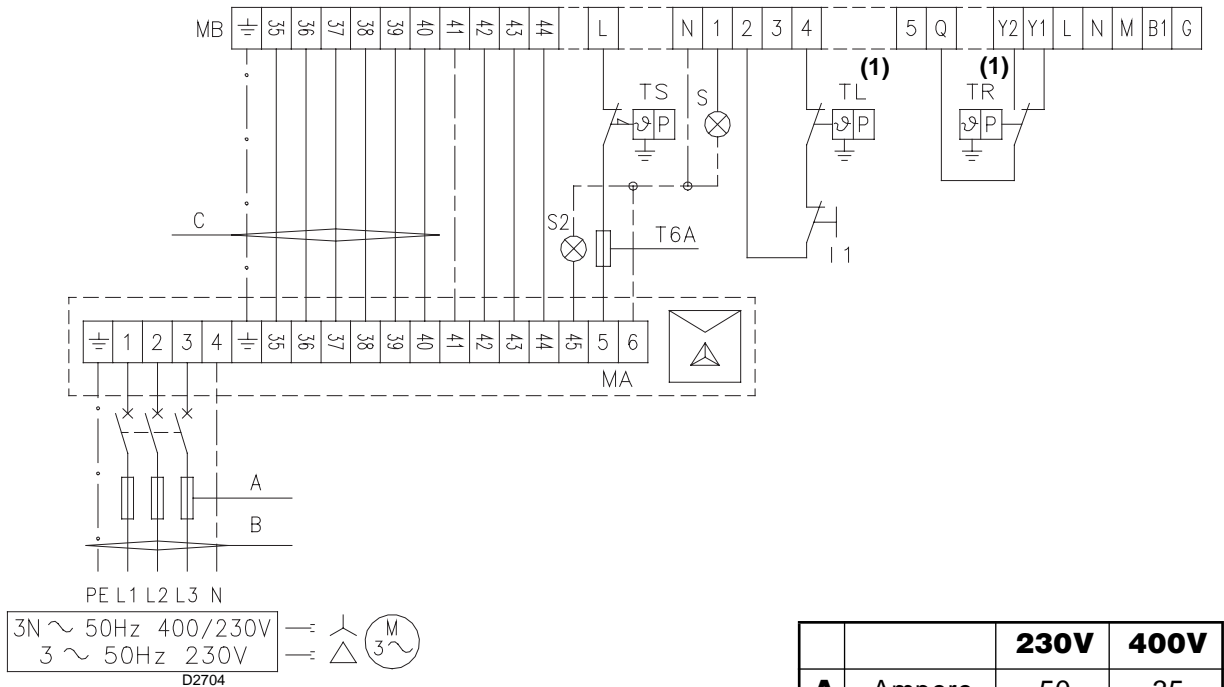 MB ⏚ 35 36 37 38 39 40 41 42 43 44 L N 1 2 3 4 5 Q Y2 Y1 L N M B1 G
(1) (1)
TS S TL TR
ϑ P ϑ P ϑ P
C S2 T6A
I1
⏚ 1 2 3 4 ⏚ 35 36 37 38 39 40 41 42 43 44 45 5 6
MA
A
B
PE L1 L2 L3 N
3N ~ 50Hz 400/230V
3 ~ 50Hz 230V
M
3~
D2704
230V 400V
A Ampere 50 35